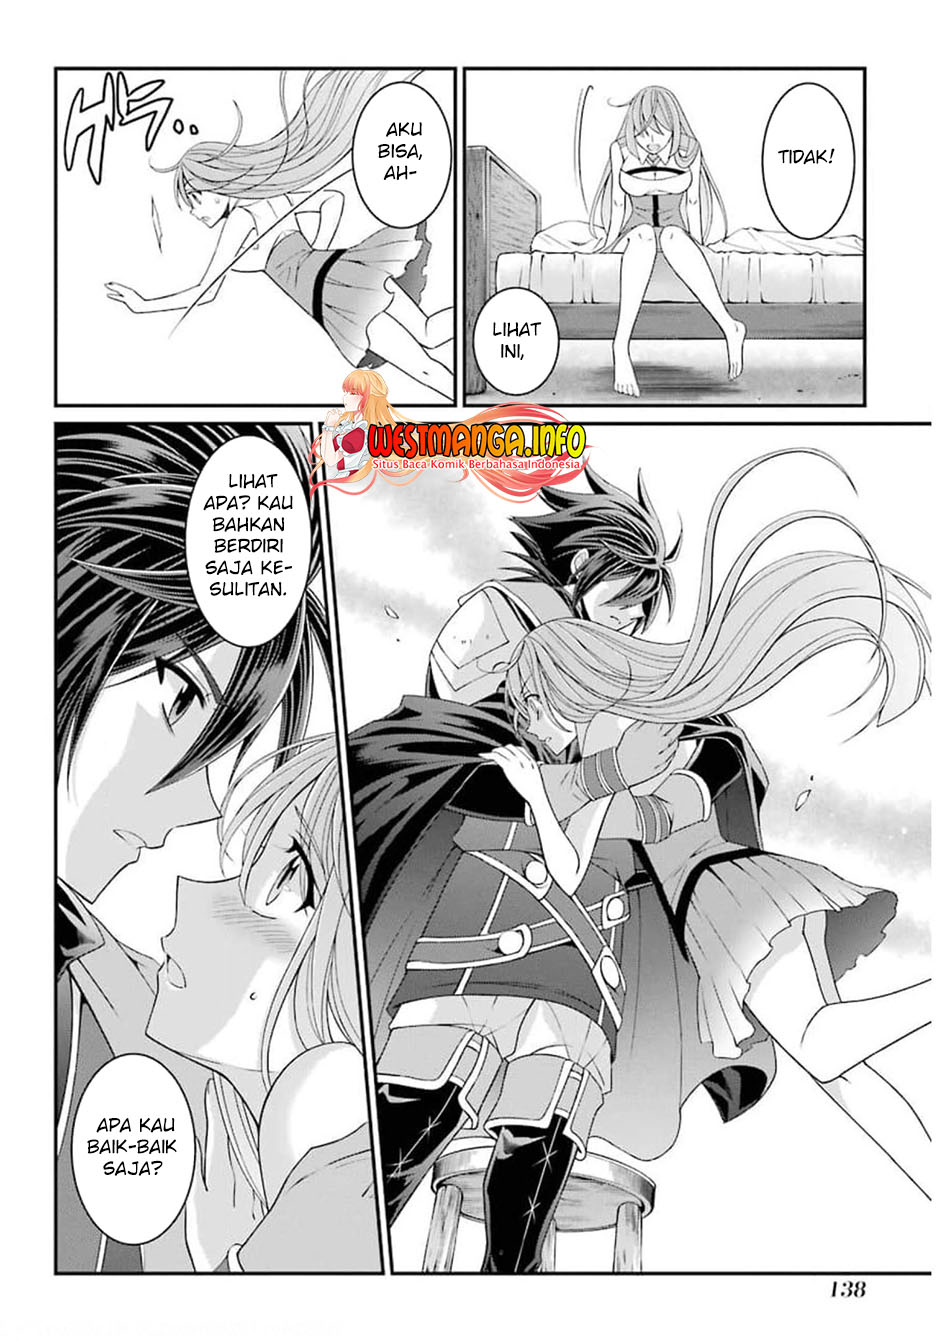 TIDAK!
LIHAT
INI,
AKU
BISA,
AH-
グラ..
WESTMANGA.INFO
Situs Baca Komik Berbahasa Indonesia
LIHAT
APA? KAU
BAHKAN
BERDIRI
SAJA KE-
SULITAN.
APA KAU
BAIK-BAIK
SAJA?
138